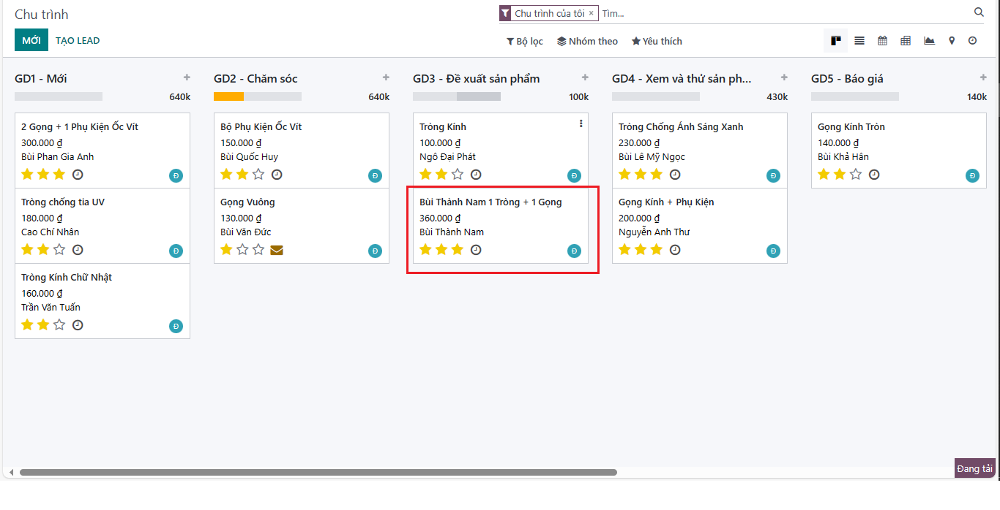 Chu trình
Chu trình của tôi × Tìm...
MỚI TẠO LEAD
Bộ lọc Nhóm theo Yêu thích
GD1 - Mới +
640k
2 Gọng + 1 Phụ Kiện Ốc Vít
300.000 ₫
Bùi Phan Gia Anh
Đ
Tròng chống tia UV
180.000 ₫
Cao Chí Nhân
Đ
Tròng Kính Chữ Nhật
160.000 ₫
Trần Văn Tuấn
Đ
GD2 - Chăm sóc +
640k
Bộ Phụ Kiện Ốc Vít
150.000 ₫
Bùi Quốc Huy
Đ
Gọng Vuông
130.000 ₫
Bùi Văn Đức
Đ
GD3 - Đề xuất sản phẩm +
100k
Tròng Kính
100.000 ₫
Ngô Đại Phát
Đ
Bùi Thành Nam 1 Tròng + 1 Gọng
360.000 ₫
Bùi Thành Nam
Đ
GD4 - Xem và thử sản ph... +
430k
Tròng Chống Ánh Sáng Xanh
230.000 ₫
Bùi Lê Mỹ Ngọc
Đ
Gọng Kính + Phụ Kiện
200.000 ₫
Nguyễn Anh Thư
Đ
GD5 - Báo giá +
140k
Gọng Kính Tròn
140.000 ₫
Bùi Khả Hân
Đ
Đang tải